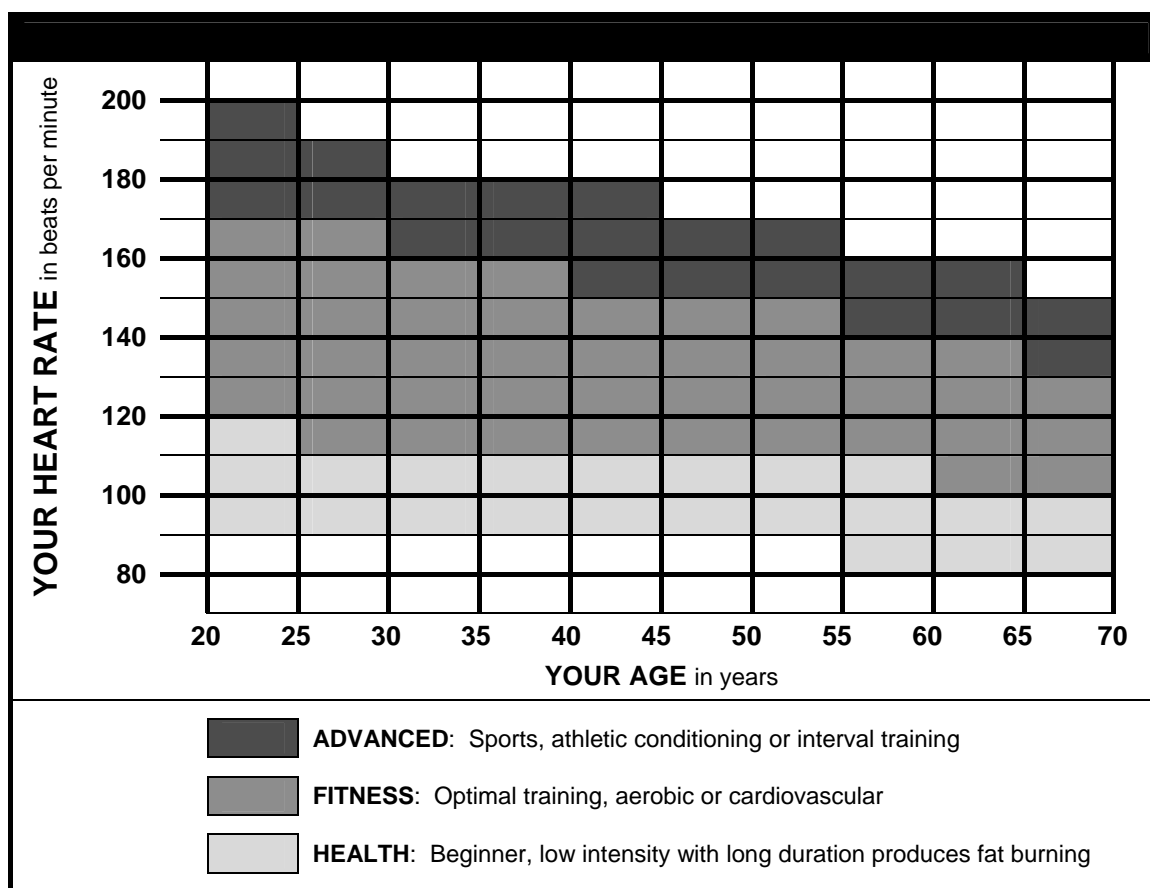 YOUR HEART RATE in beats per minute
200
180
160
140
120
100
80
20 25 30 35 40 45 50 55 60 65 70
YOUR AGE in years
ADVANCED: Sports, athletic conditioning or interval training
FITNESS: Optimal training, aerobic or cardiovascular
HEALTH: Beginner, low intensity with long duration produces fat burning